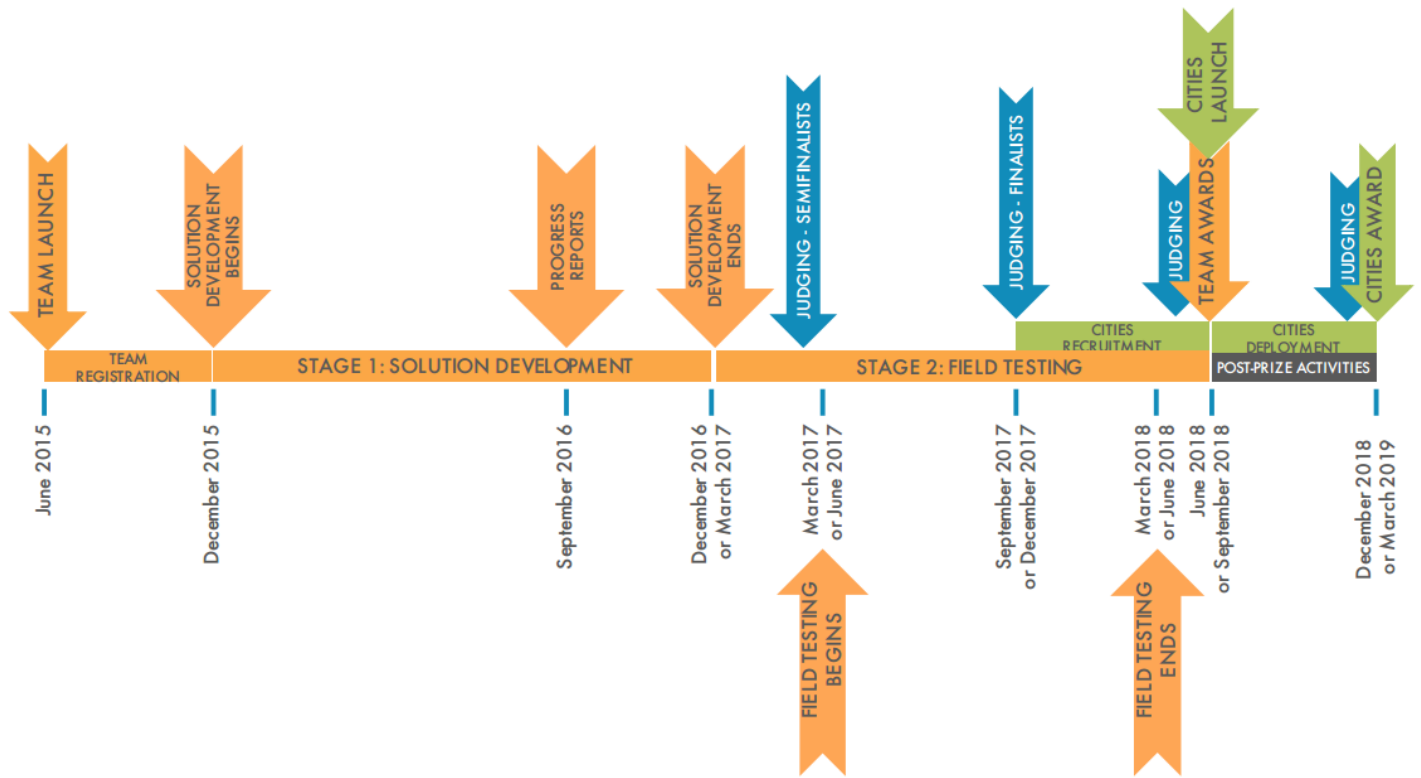 CITIES
LAUNCH
TEAM LAUNCH
SOLUTION
DEVELOPMENT
BEGINS
PROGRESS
REPORTS
SOLUTION
DEVELOPMENT
ENDS
JUDGING - SEMIFINALISTS
JUDGING - FINALISTS
JUDGING
TEAM AWARDS
JUDGING
CITIES AWARD
CITIES
RECRUITMENT
CITIES
DEPLOYMENT
TEAM
REGISTRATION
STAGE 1: SOLUTION DEVELOPMENT
STAGE 2: FIELD TESTING
POST-PRIZE ACTIVITIES
June 2015
December 2015
September 2016
December 2016
or March 2017
March 2017
or June 2017
September 2017
or December 2017
March 2018
or June 2018
June 2018
or September 2018
December 2018
or March 2019
FIELD TESTING
BEGINS
FIELD TESTING
ENDS